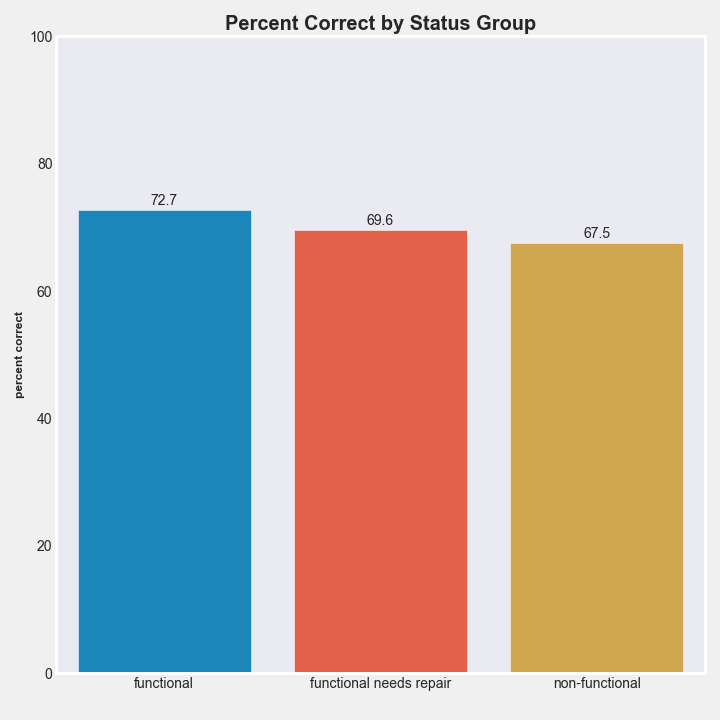 Percent Correct by Status Group
100
80
60
40
20
0
percent correct
72.7
69.6
67.5
functional
functional needs repair
non-functional